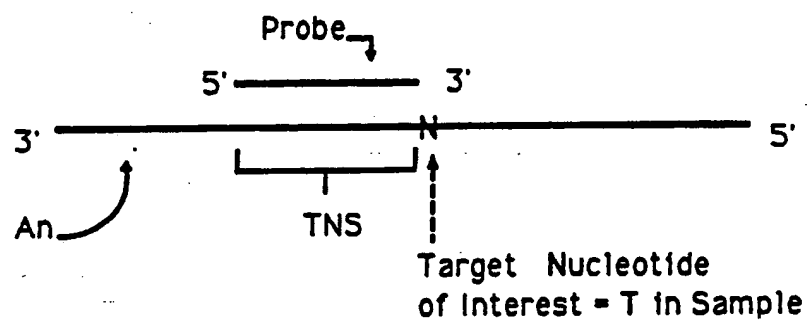 Probe
5' 3'
3' N 5'
An
TNS
Target Nucleotide
of Interest = T in Sample